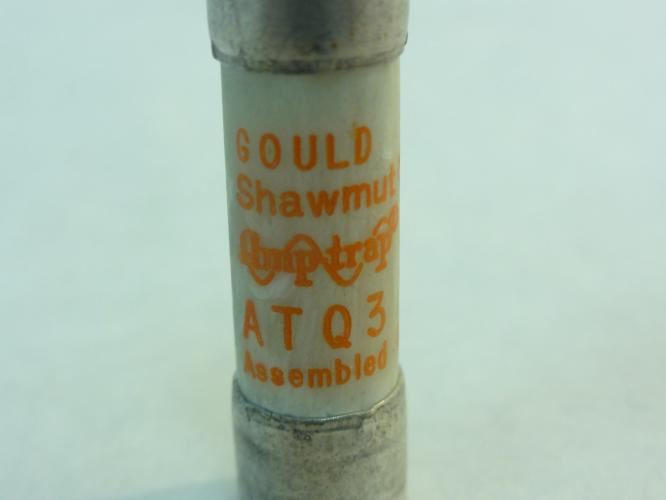 GOULD
Shawmut
Amp-trap
ATQ3
Assembled